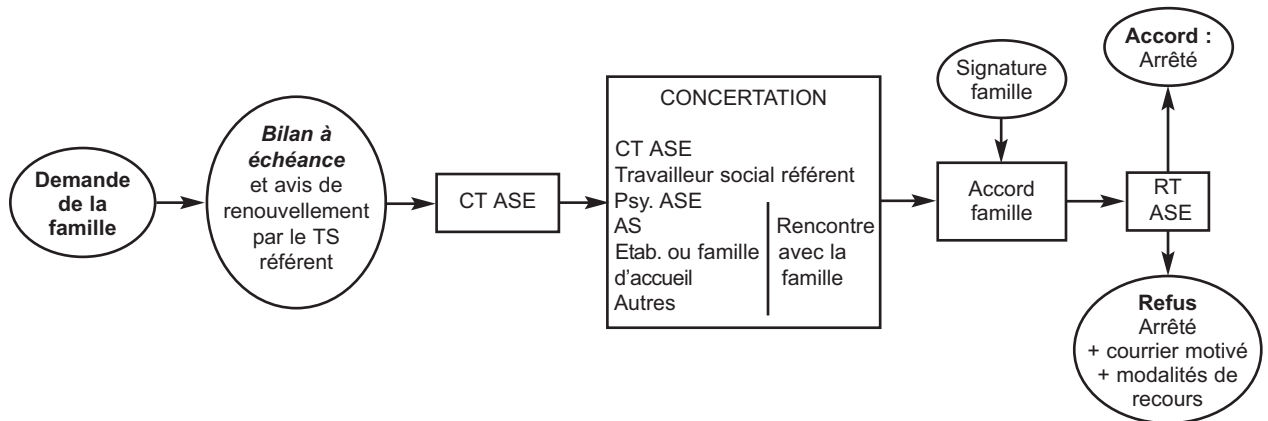 Demande
de la
famille
Bilan à
échéance
et avis de
renouvellement
par le TS
référent
CT ASE
CONCERTATION
CT ASE
Travailleur social référent
Psy. ASE
AS
Etab. ou famille
d'accueil
Autres
Rencontre
avec la
famille
Signature
famille
Accord
famille
RT
ASE
Accord :
Arrêté
Refus
Arrêté
+ courrier motivé
+ modalités de
recours